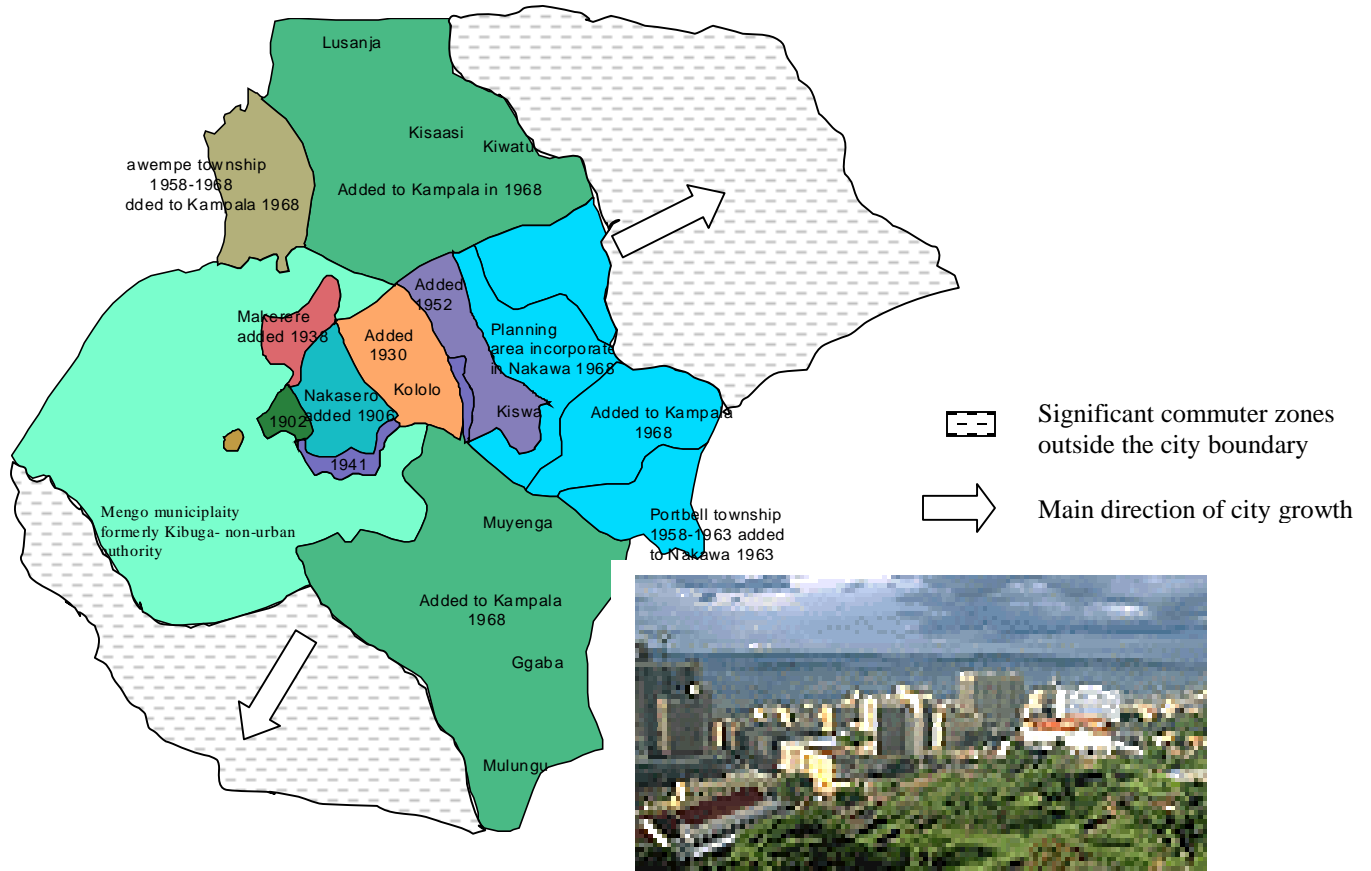 Lusanja
Kisaasi
Kiwatu
Added to Kampala in 1968
awempe township
1958-1968
dded to Kampala 1968
Added
1952
Makerere
added 1938
Added
1930
Kololo
Planning
area incorporate
in Nakawa 1968
Nakasero
added 1906
1902
1941
Kiswa
Added to Kampala
1968
Mengo municiplaity
formerly Kibuga- non-urban
authority
Muyenga
Portbell township
1958-1963 added
to Nakawa 1963
Added to Kampala
1968
Ggaba
Mulungu
Significant commuter zones
outside the city boundary
Main direction of city growth